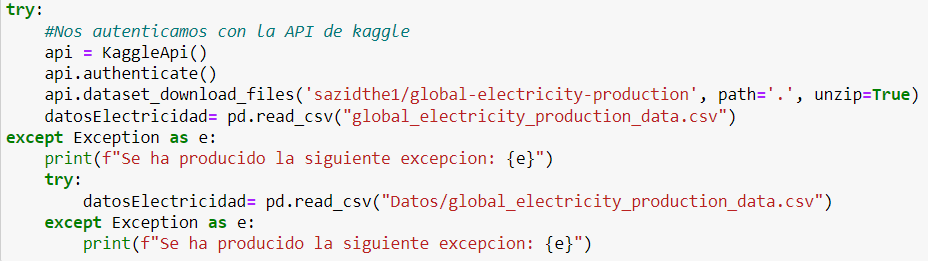 try:
    #Nos autenticamos con la API de kaggle
    api = KaggleApi()
    api.authenticate()
    api.dataset_download_files('sazidthe1/global-electricity-production', path='.', unzip=True)
    datosElectricidad= pd.read_csv("global_electricity_production_data.csv")
except Exception as e:
    print(f"Se ha producido la siguiente excepcion: {e}")
    try:
        datosElectricidad= pd.read_csv("Datos/global_electricity_production_data.csv")
    except Exception as e:
        print(f"Se ha producido la siguiente excepcion: {e}")